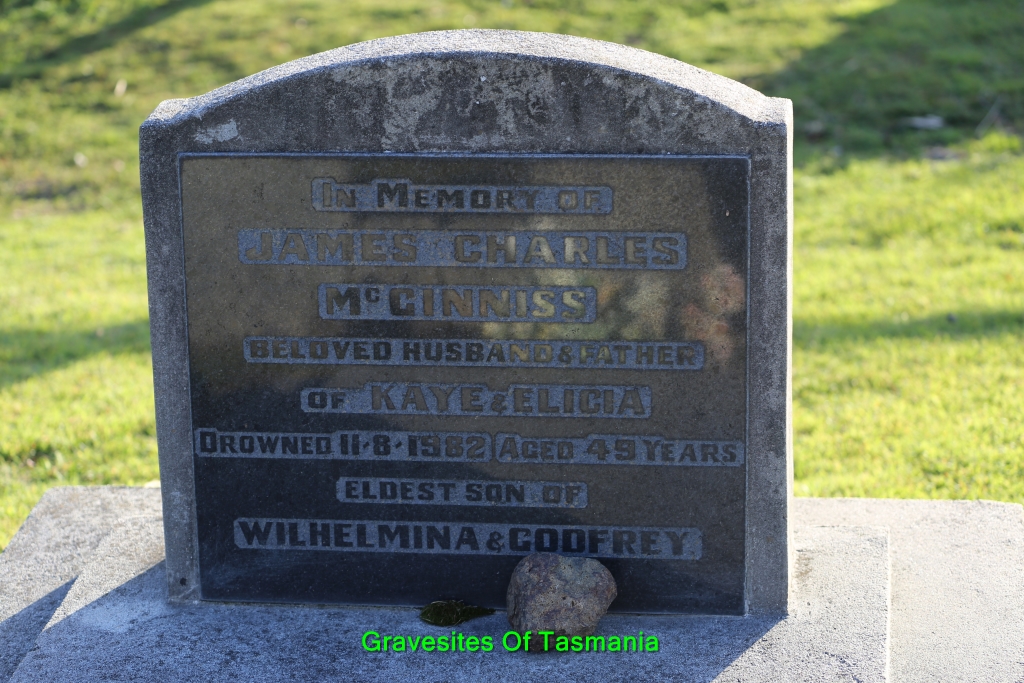 IN MEMORY OF
JAMES CHARLES
McGINNISS
BELOVED HUSBAND & FATHER
OF KAYE & ELICIA
DROWNED 11-8-1982 AGED 49 YEARS
ELDEST SON OF
WILHELMINA & GODFREY.
Gravesites Of Tasmania